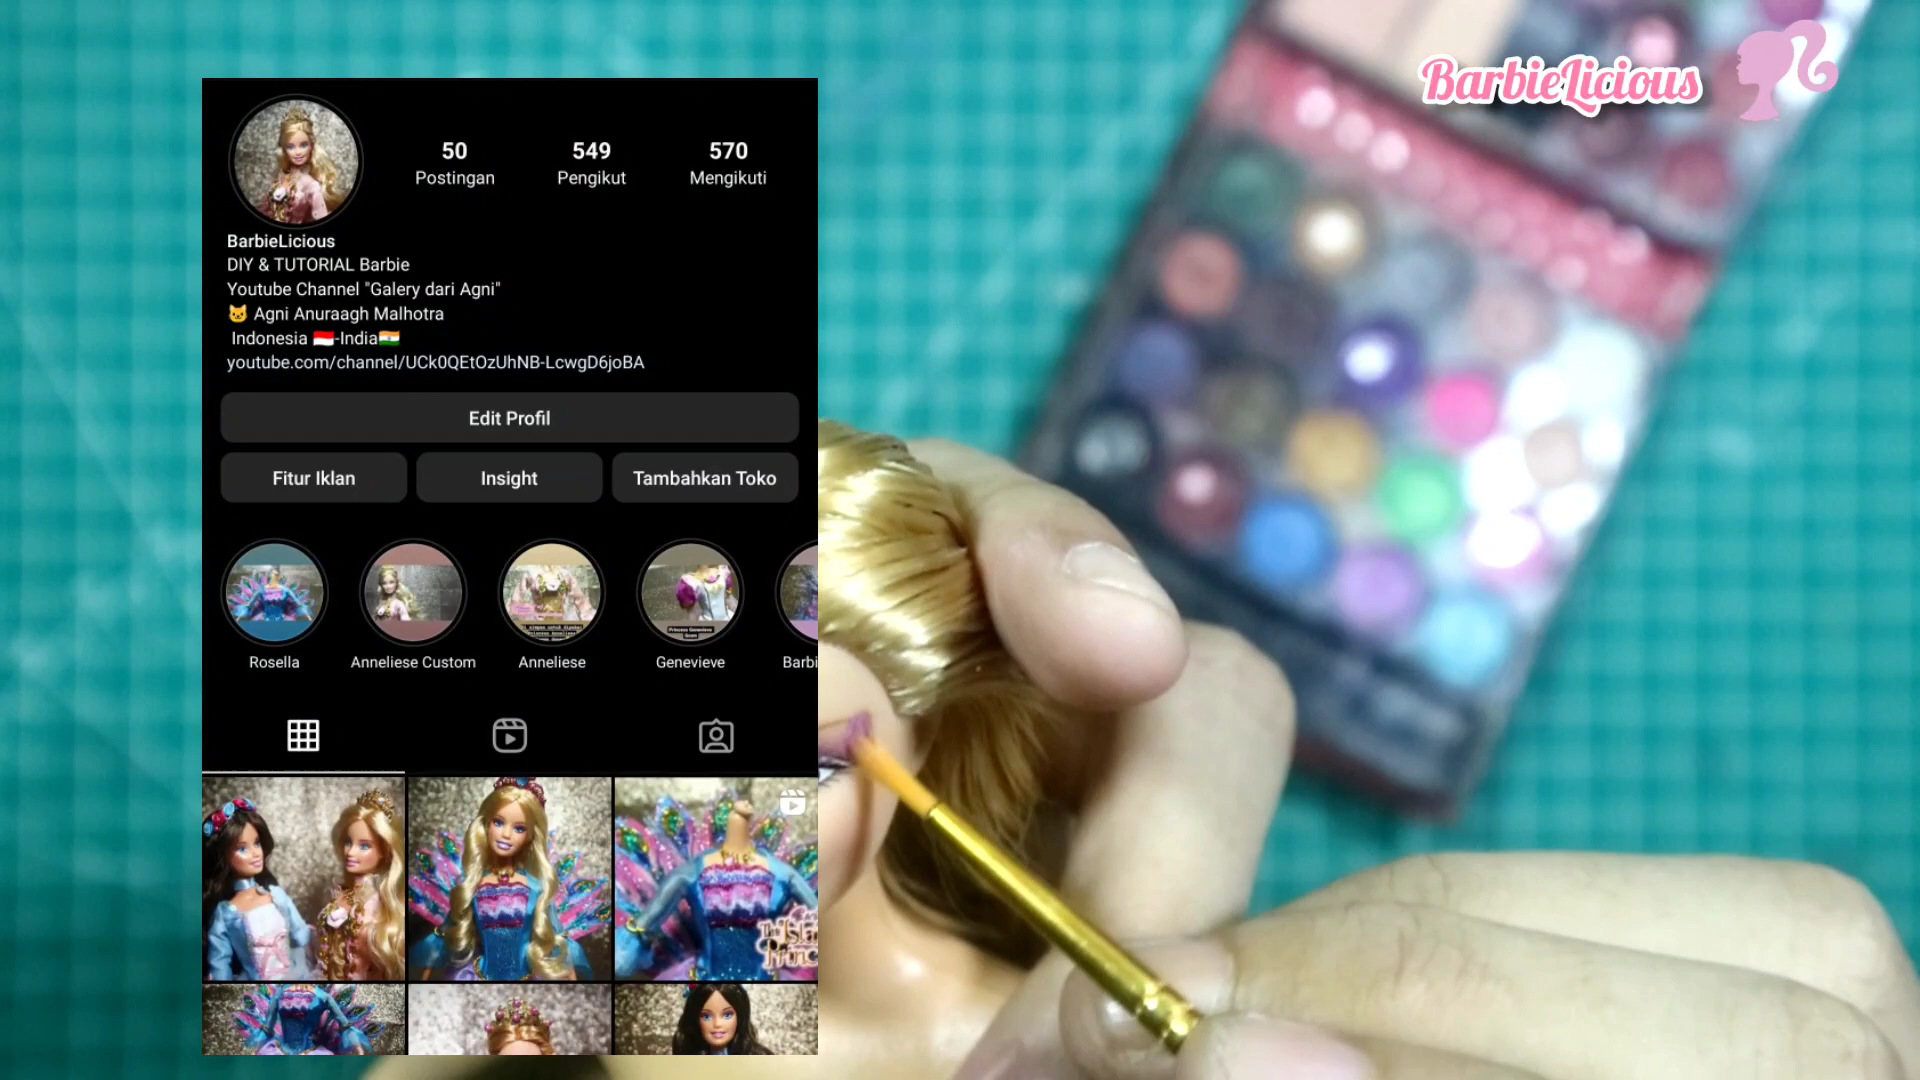 BarbieLicious
50 549 570
Postingan Pengikut Mengikuti
BarbieLicious
DIY & TUTORIAL Barbie
Youtube Channel "Galery dari Agni"
🐱 Agni Anuraagh Malhotra
Indonesia 🇮🇩-India🇮🇳
youtube.com/channel/UCk0QEtOzUhNB-LcwgD6joBA
Edit Profil
Fitur Iklan Insight Tambahkan Toko
Rosella Anneliese Custom Anneliese Genevieve Barbi